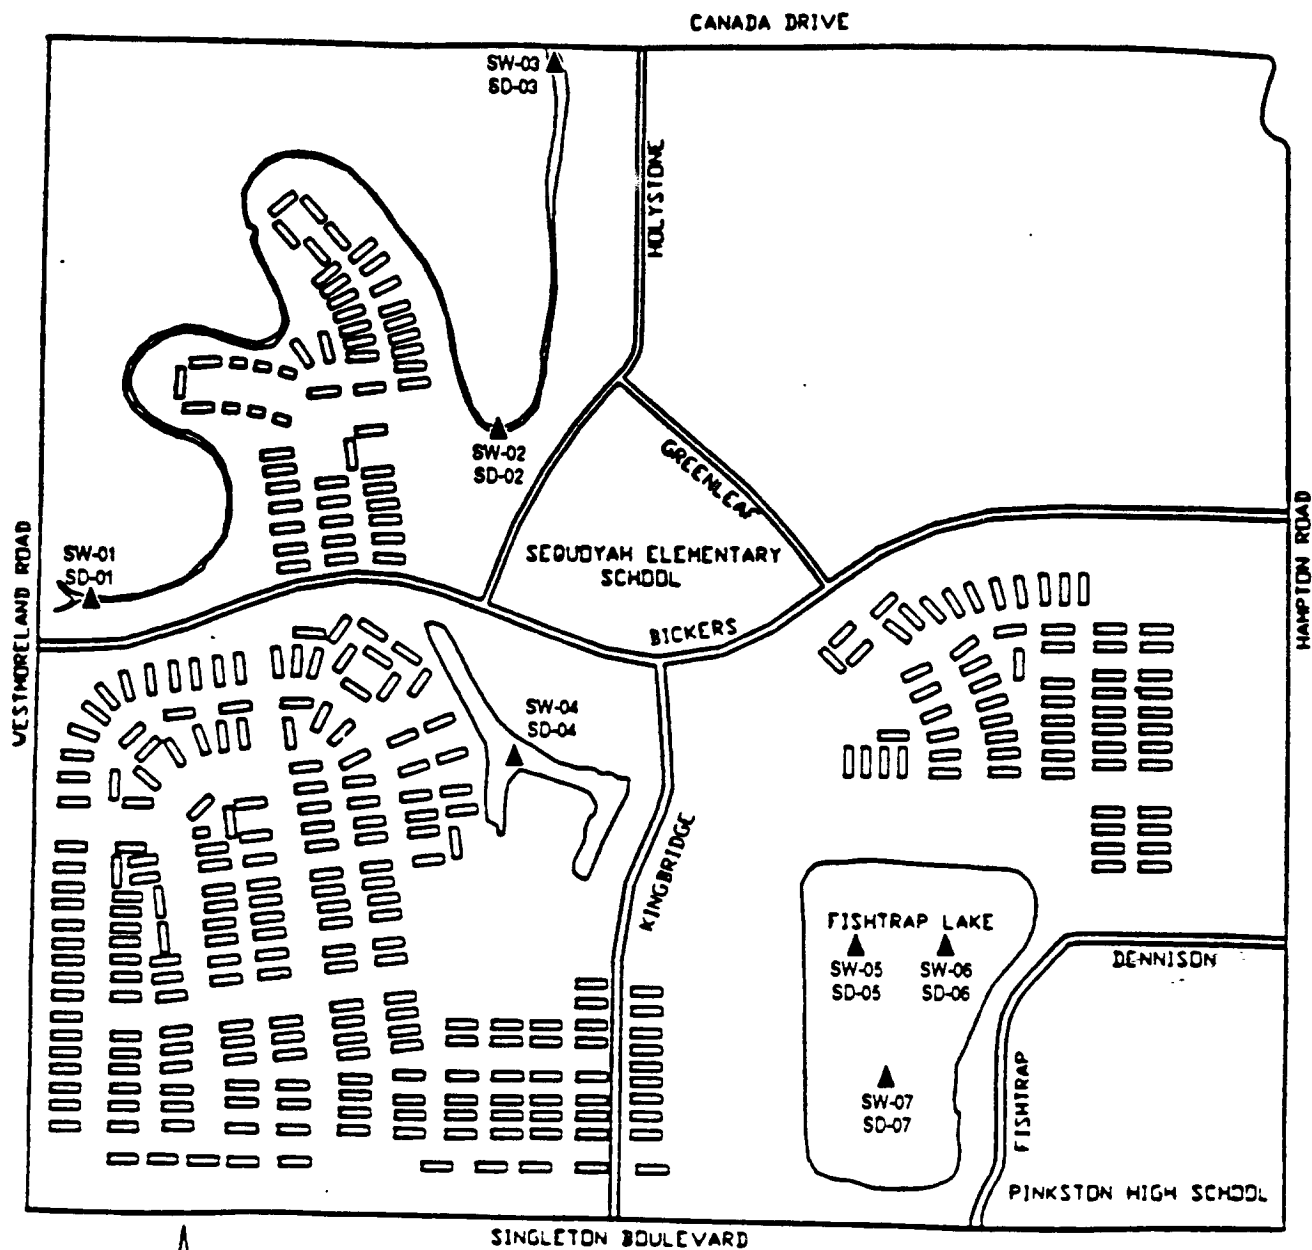 CANADA DRIVE
SW-03
SD-03
HOLYSTONE
SW-02
SD-02
GREENLEAF
SW-01
SD-01
SEQUOYAH ELEMENTARY
SCHOOL
WESTMORELAND ROAD
HAMPTON ROAD
BICKERS
SW-04
SD-04
KINGBRIDGE
FISHTRAP LAKE
SW-05
SD-05
SW-06
SD-06
DENNISON
SW-07
SD-07
FISHTRAP
PINKSTON HIGH SCHOOL
SINGLETON BOULEVARD